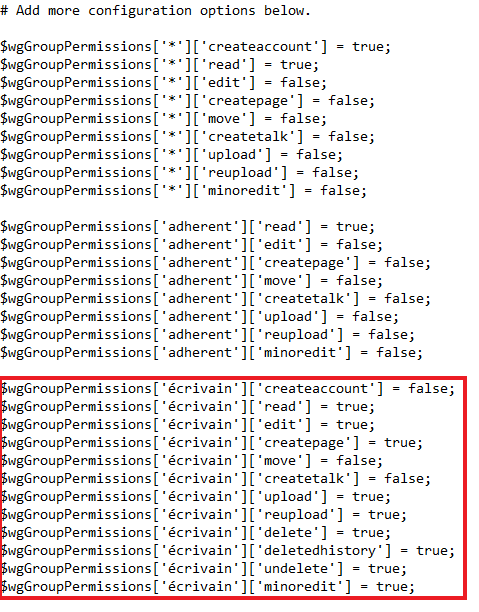 # Add more configuration options below.
$wgGroupPermissions['*']['createaccount'] = true;
$wgGroupPermissions['*']['read'] = true;
$wgGroupPermissions['*']['edit'] = false;
$wgGroupPermissions['*']['createpage'] = false;
$wgGroupPermissions['*']['move'] = false;
$wgGroupPermissions['*']['createtalk'] = false;
$wgGroupPermissions['*']['upload'] = false;
$wgGroupPermissions['*']['reupload'] = false;
$wgGroupPermissions['*']['minoredit'] = false;
$wgGroupPermissions['adherent']['read'] = true;
$wgGroupPermissions['adherent']['edit'] = false;
$wgGroupPermissions['adherent']['createpage'] = false;
$wgGroupPermissions['adherent']['move'] = false;
$wgGroupPermissions['adherent']['createtalk'] = false;
$wgGroupPermissions['adherent']['upload'] = false;
$wgGroupPermissions['adherent']['reupload'] = false;
$wgGroupPermissions['adherent']['minoredit'] = false;
$wgGroupPermissions['écrivain']['createaccount'] = false;
$wgGroupPermissions['écrivain']['read'] = true;
$wgGroupPermissions['écrivain']['edit'] = true;
$wgGroupPermissions['écrivain']['createpage'] = true;
$wgGroupPermissions['écrivain']['move'] = false;
$wgGroupPermissions['écrivain']['createtalk'] = false;
$wgGroupPermissions['écrivain']['upload'] = true;
$wgGroupPermissions['écrivain']['reupload'] = true;
$wgGroupPermissions['écrivain']['delete'] = true;
$wgGroupPermissions['écrivain']['deletedhistory'] = true;
$wgGroupPermissions['écrivain']['undelete'] = true;
$wgGroupPermissions['écrivain']['minoredit'] = true;